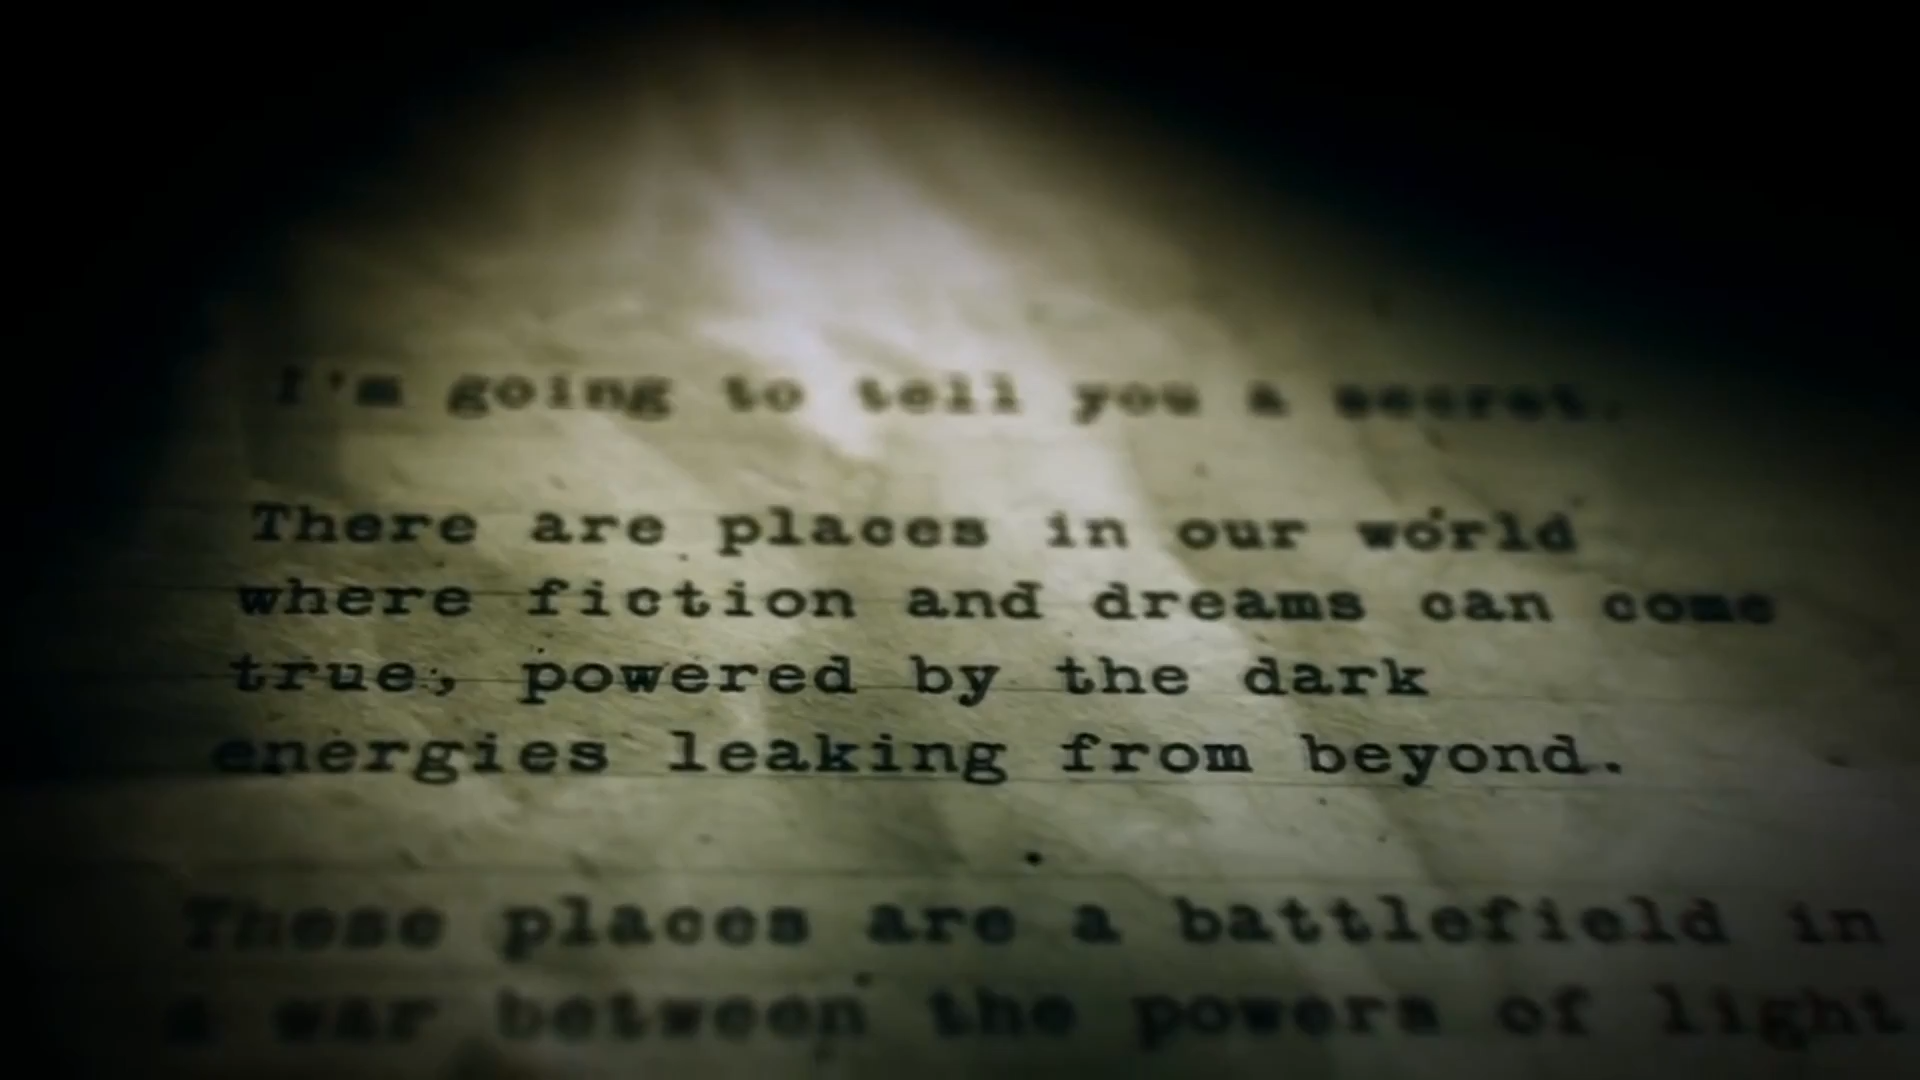 I'm going to tell you a secret.
There are places in our world
where fiction and dreams can come
true, powered by the dark
energies leaking from beyond.
These places are a battlefield in
a war between the powers of light